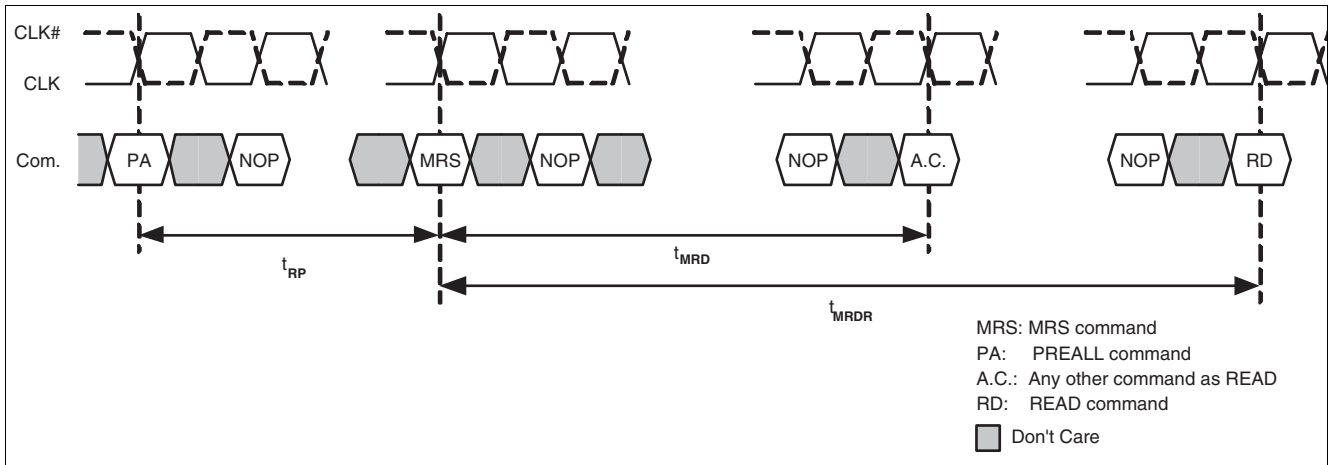 CLK#
CLK
Com. PA NOP MRS NOP NOP A.C. NOP RD
tRP
tMRD
tMRDR
MRS: MRS command
PA: PREALL command
A.C.: Any other command as READ
RD: READ command
Don't Care